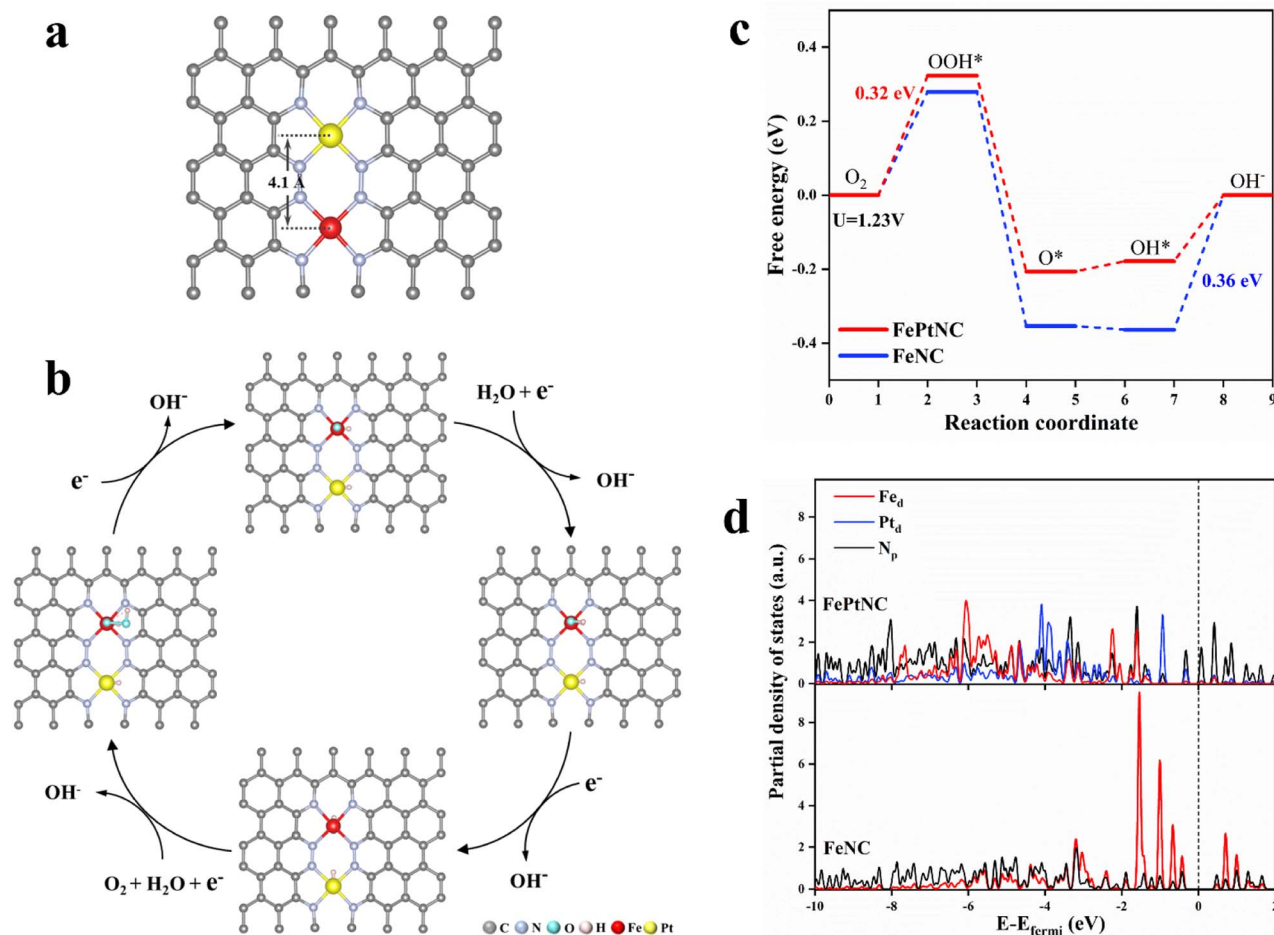 a
4.1 Å
b
OH⁻
H₂O + e⁻
e⁻
OH⁻
OH⁻
e⁻
O₂ + H₂O + e⁻
OH⁻
C N O H Fe Pt
c
Free energy (eV)
0.4
0.2
0.0
-0.2
-0.4
OOH*
0.32 eV
O₂
U=1.23V
O*
OH*
OH⁻
0.36 eV
FePtNC
FeNC
0 1 2 3 4 5 6 7 8 9
Reaction coordinate
d
Partial density of states (a.u.)
Fe_d
Pt_d
N_p
8
6
4
2
0
FePtNC
8
6
4
2
0
FeNC
-10 -8 -6 -4 -2 0 2
E-E_fermi (eV)